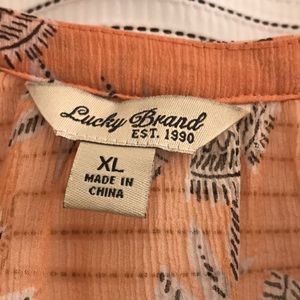 Lucky Brand
EST. 1990
XL
MADE IN
CHINA